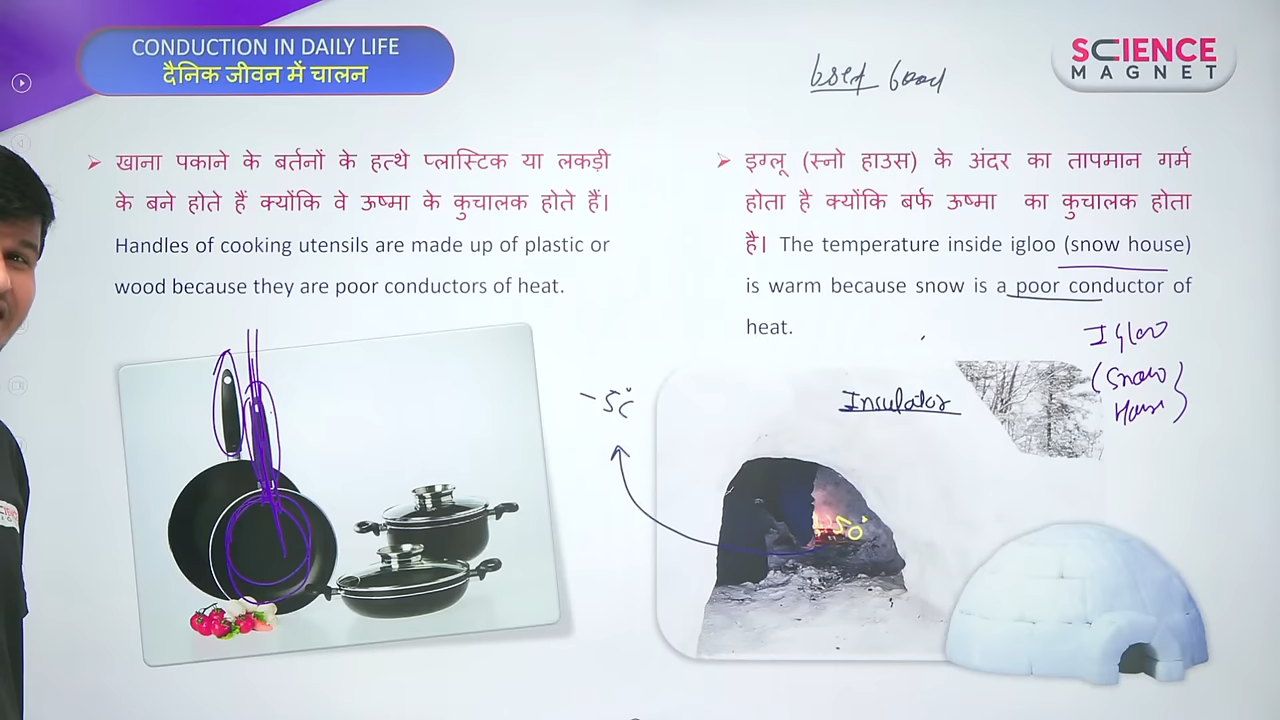 CONDUCTION IN DAILY LIFE
दैनिक जीवन में चालन
SCIENCE
MAGNET
खाना पकाने के बर्तनों के हत्थे प्लास्टिक या लकड़ी
के बने होते हैं क्योंकि वे ऊष्मा के कुचालक होते हैं।
Handles of cooking utensils are made up of plastic or
wood because they are poor conductors of heat.
इग्लू (स्नो हाउस) के अंदर का तापमान गर्म
होता है क्योंकि बर्फ ऊष्मा का कुचालक होता
है। The temperature inside igloo (snow house)
is warm because snow is a poor conductor of
heat.
Igloo
(Snow
House)
-5°C
Insulator
50°